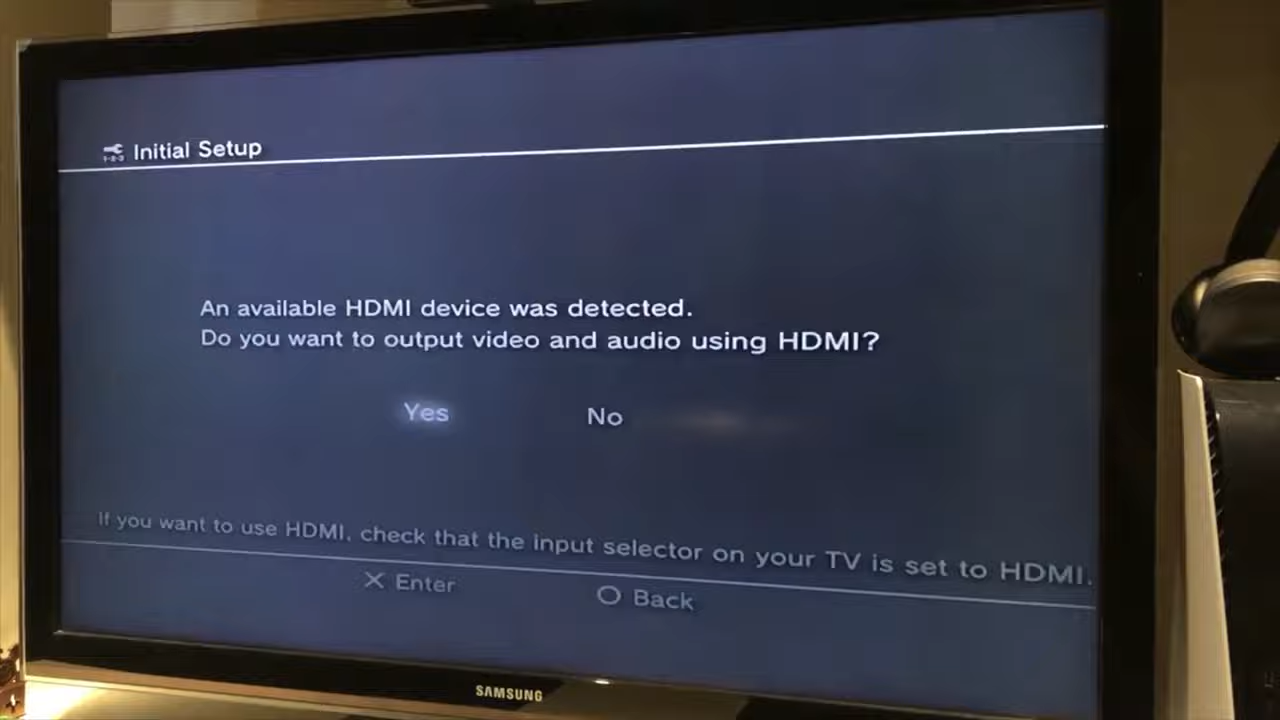 Initial Setup
An available HDMI device was detected.
Do you want to output video and audio using HDMI?
Yes No
If you want to use HDMI, check that the input selector on your TV is set to HDMI.
X Enter O Back
SAMSUNG